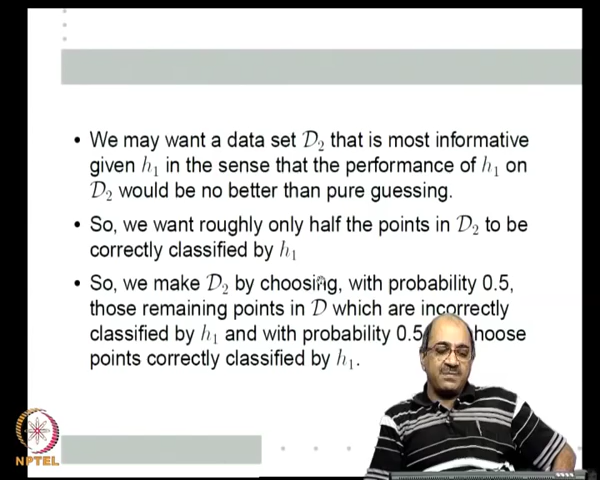 • We may want a data set 𝒟₂ that is most informative
given h₁ in the sense that the performance of h₁ on
𝒟₂ would be no better than pure guessing.
• So, we want roughly only half the points in 𝒟₂ to be
correctly classified by h₁
• So, we make 𝒟₂ by choosing, with probability 0.5,
those remaining points in 𝒟 which are incorrectly
classified by h₁ and with probability 0.5 hoose
points correctly classified by h₁.
NPTEL